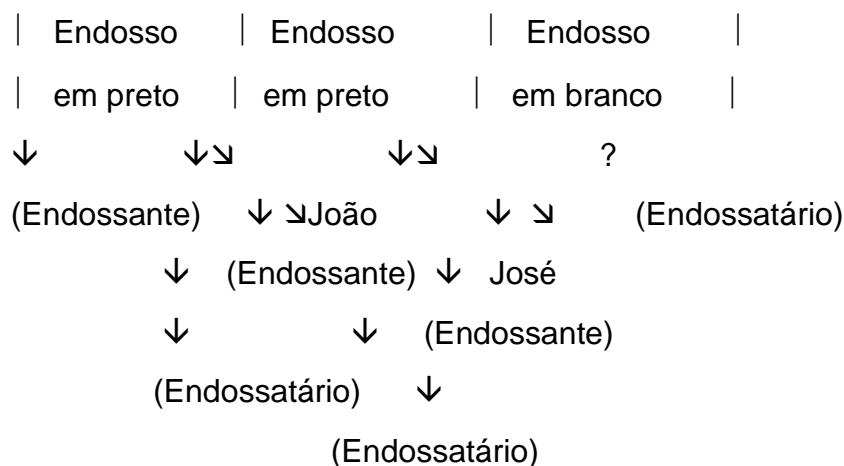 | Endosso | Endosso | Endosso |
| em preto | em preto | em branco |
↓ ↓↘ ↓↘ ?
(Endossante) ↓ ↘João ↓ ↘ (Endossatário)
↓ (Endossante) ↓ José
↓ ↓ (Endossante)
(Endossatário) ↓
(Endossatário)